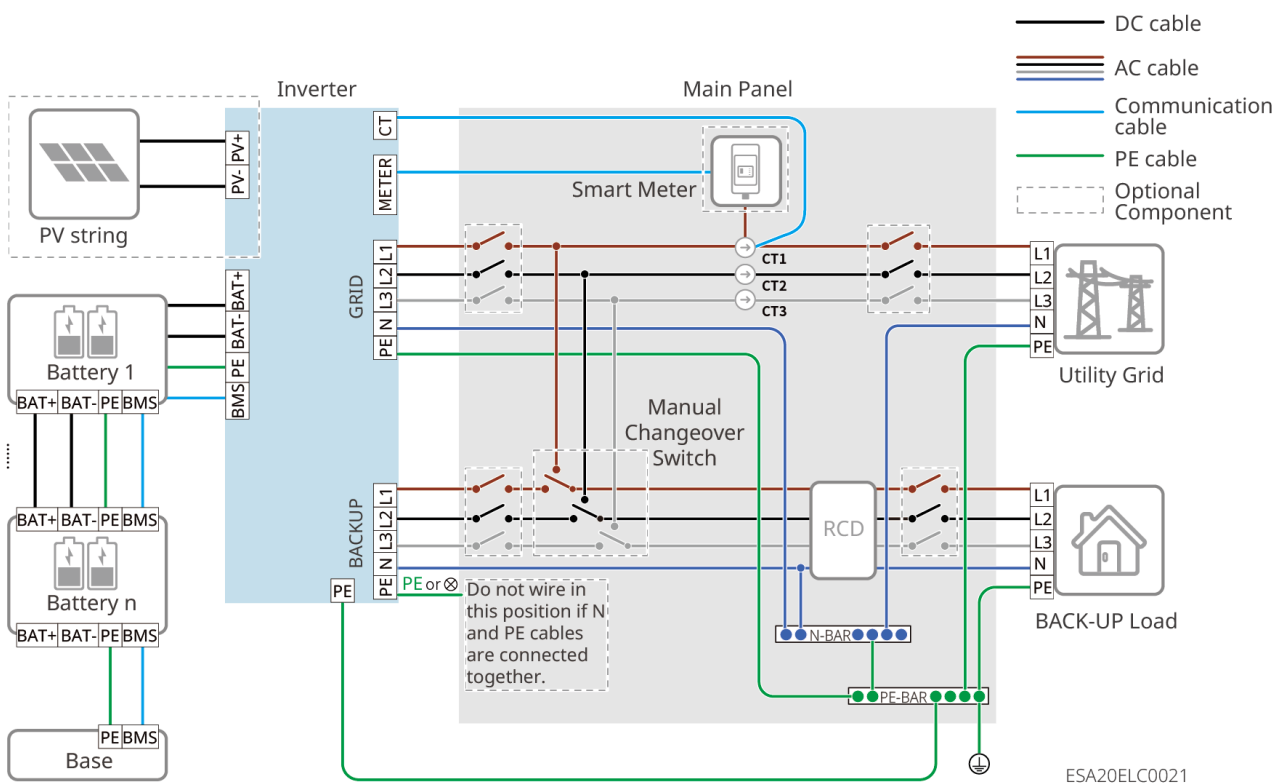 DC cable
AC cable
Communication
cable
PE cable
Optional
Component
Inverter
Main Panel
PV string
PV+
PV-
CT
METER
Smart Meter
CT1
CT2
CT3
GRID
L1
L2
L3
N
PE
L1
L2
L3
N
PE
Utility Grid
BAT+
BAT-
PE
BMS
Battery 1
BAT+ BAT- PE BMS
......
BAT+ BAT- PE BMS
Battery n
BAT+ BAT- PE BMS
PE BMS
Base
Manual
Changeover
Switch
BACKUP
L1
L2
L3
N
PE
PE
RCD
L1
L2
L3
N
PE
BACK-UP Load
PE or ⊗
Do not wire in
this position if N
and PE cables
are connected
together.
N-BAR
PE-BAR
ESA20ELC0021